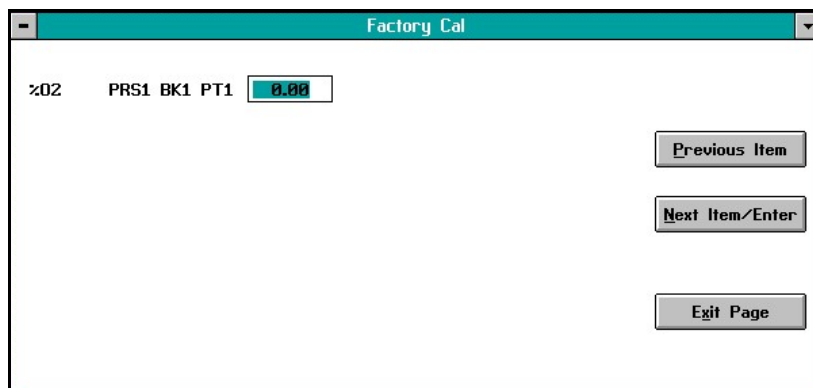 Factory Cal
%O2 PRS1 BK1 PT1 0.00
Previous Item
Next Item/Enter
Exit Page